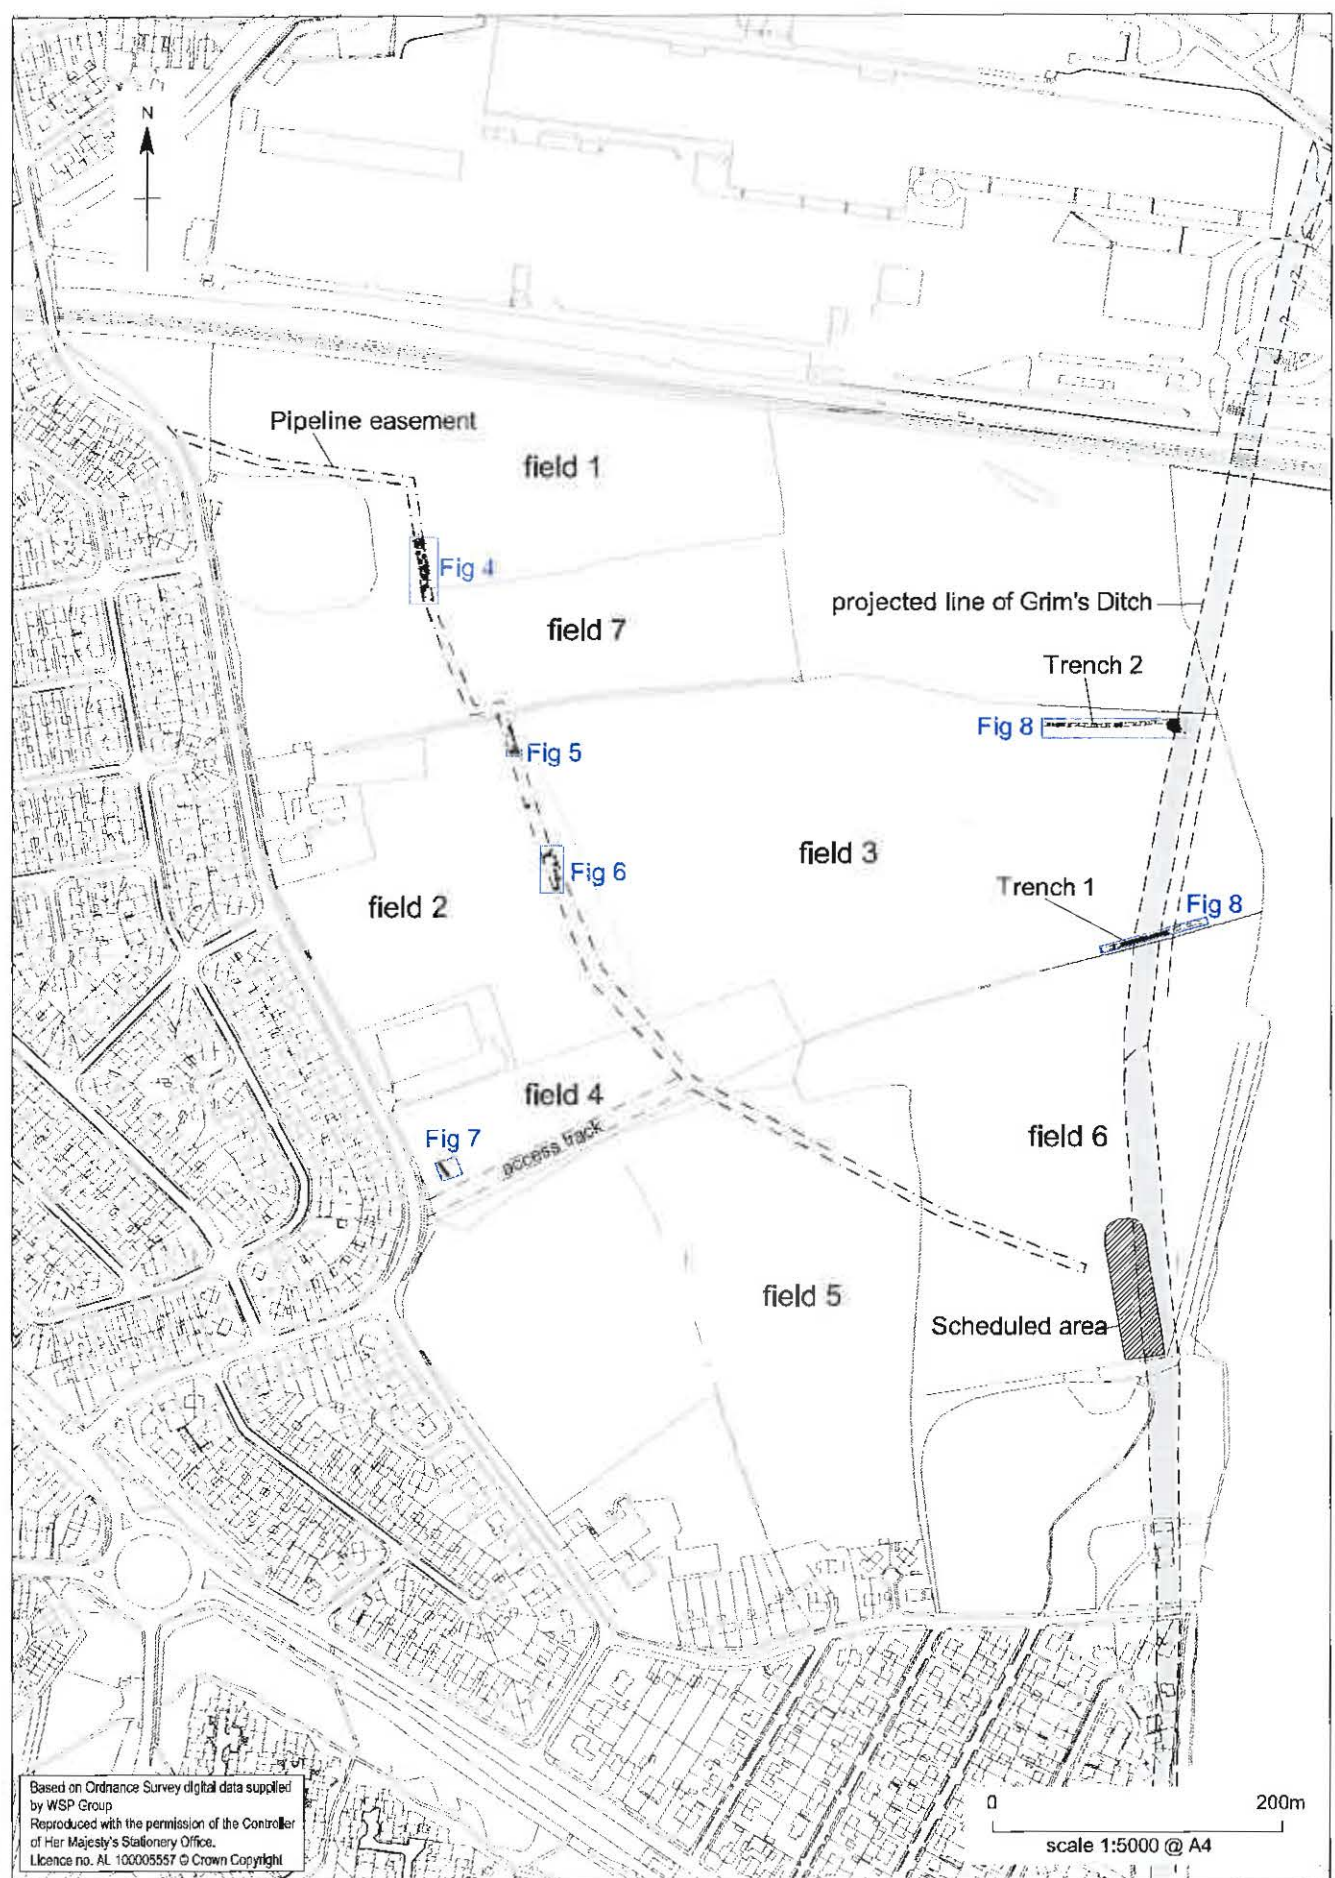 N
Pipeline easement
field 1
Fig 4
projected line of Grim's Ditch
field 7
Trench 2
Fig 8
Fig 5
field 3
Fig 6
Trench 1
Fig 8
field 2
field 4
Fig 7
access track
field 6
field 5
Scheduled area
Based on Ordnance Survey digital data supplied
by WSP Group
Reproduced with the permission of the Controller
of Her Majesty's Stationery Office.
Licence no. AL 100005557 © Crown Copyright
0 200m
scale 1:5000 @ A4